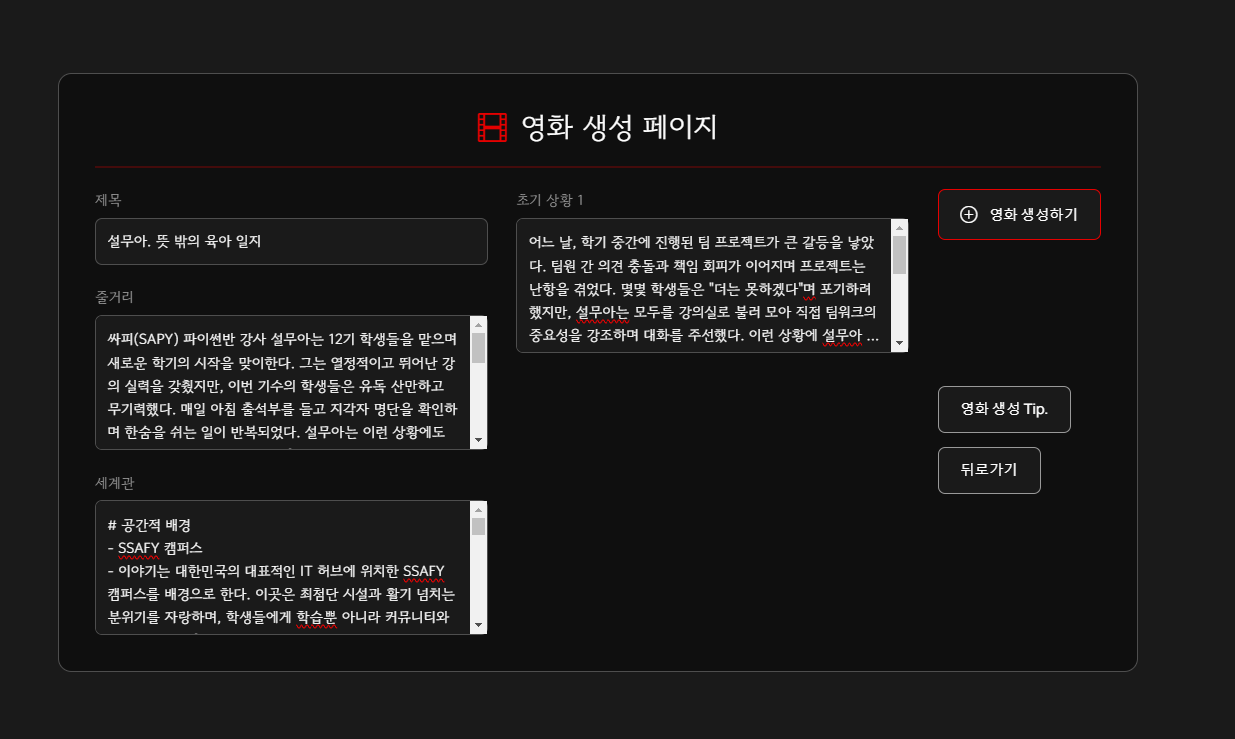 영화 생성 페이지
제목
설무아. 뜻 밖의 육아 일지
줄거리
싸피(SAPY) 파이썬반 강사 설무아는 12기 학생들을 맡으며
새로운 학기의 시작을 맞이한다. 그는 열정적이고 뛰어난 강
의 실력을 갖췄지만, 이번 기수의 학생들은 유독 산만하고
무기력했다. 매일 아침 출석부를 들고 지각자 명단을 확인하
며 한숨을 쉬는 일이 반복되었다. 설무아는 이런 상황에도
세계관
# 공간적 배경
- SSAFY 캠퍼스
- 이야기는 대한민국의 대표적인 IT 허브에 위치한 SSAFY
캠퍼스를 배경으로 한다. 이곳은 최첨단 시설과 활기 넘치는
분위기를 자랑하며, 학생들에게 학습뿐 아니라 커뮤니티와
초기 상황 1
어느 날, 학기 중간에 진행된 팀 프로젝트가 큰 갈등을 낳았
다. 팀원 간 의견 충돌과 책임 회피가 이어지며 프로젝트는
난항을 겪었다. 몇몇 학생들은 "더는 못하겠다"며 포기하려
했지만, 설무아는 모두를 강의실로 불러 모아 직접 팀워크의
중요성을 강조하며 대화를 주선했다. 이런 상황에 설무아 ...
영화 생성하기
영화 생성 Tip.
뒤로가기